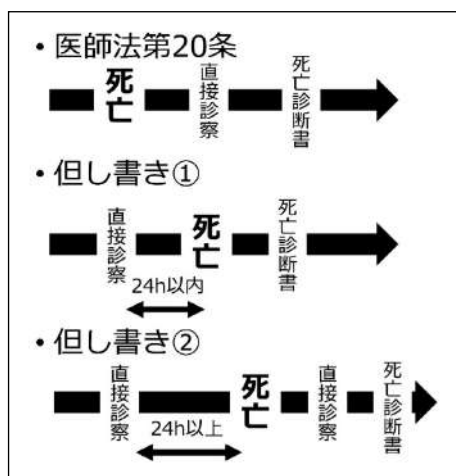 • 医師法第20条
死亡
直接診察
死亡診断書
• 但し書き①
直接診察
死亡
死亡診断書
24h以内
• 但し書き②
直接診察
死亡
直接診察
死亡診断書
24h以上